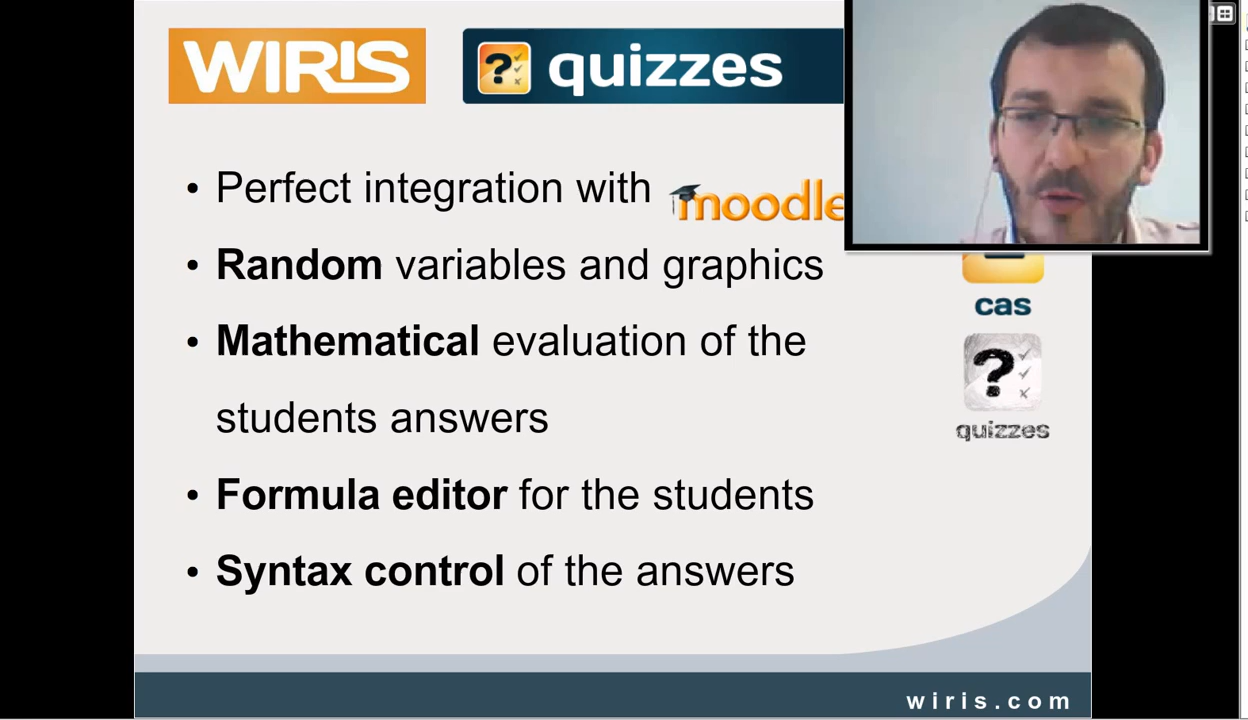 WIRIS
quizzes
• Perfect integration with moodle
• Random variables and graphics
• Mathematical evaluation of the
students answers
• Formula editor for the students
• Syntax control of the answers
cas
quizzes
wiris.com